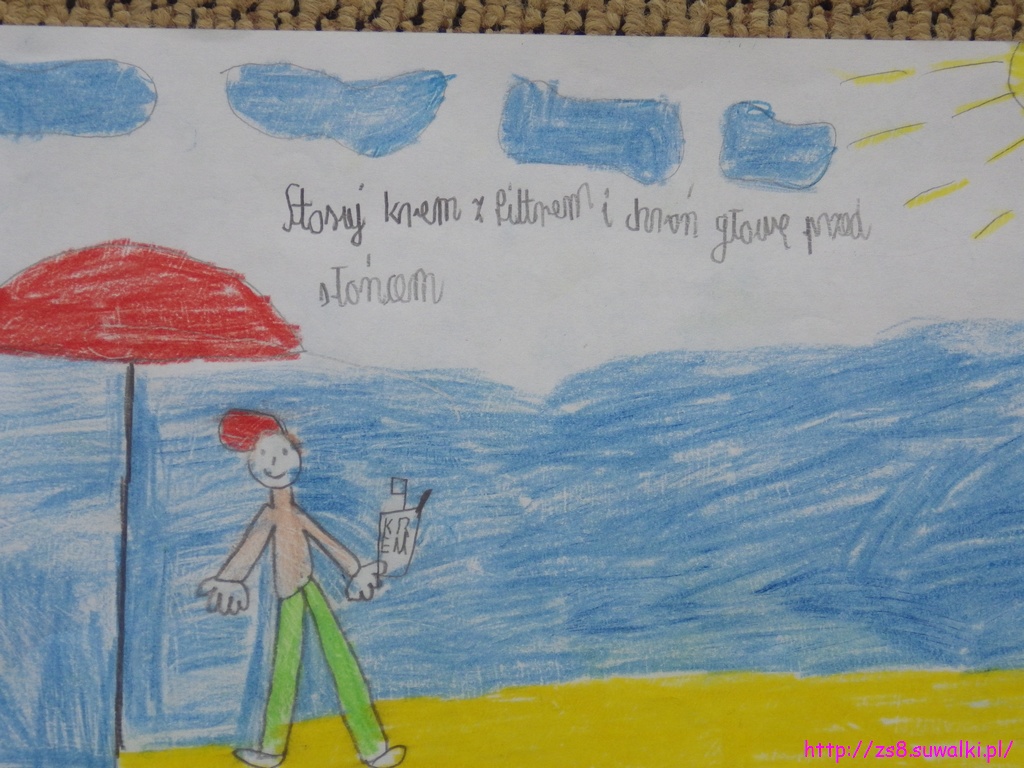 Stosuj krem z filtrem i chroń głowę przed
słońcem
KR
EM
http://zs8.suwalki.pl/